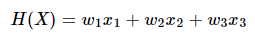 H(X) = w₁x₁ + w₂x₂ + w₃x₃